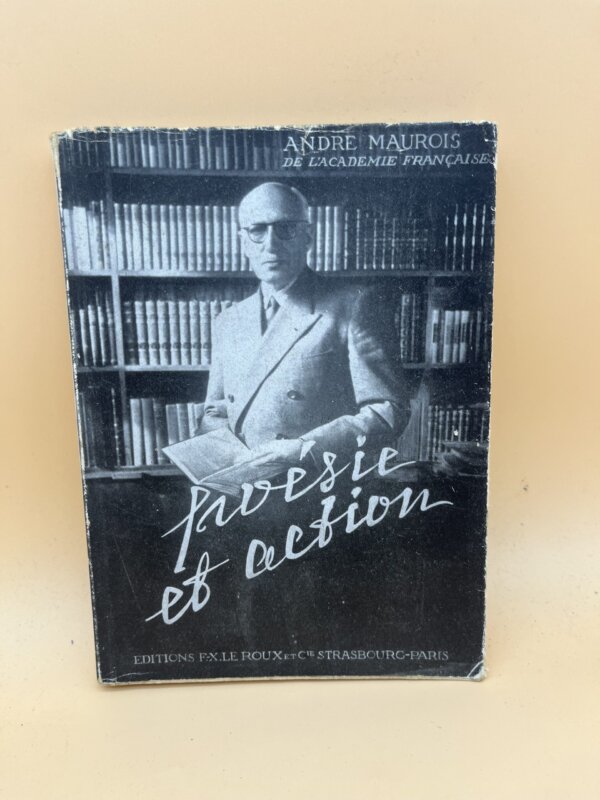 ANDRE MAUROIS
DE L'ACADEMIE FRANÇAISE
poésie
et action
EDITIONS F-X. LE ROUX ET CIE STRASBOURG-PARIS